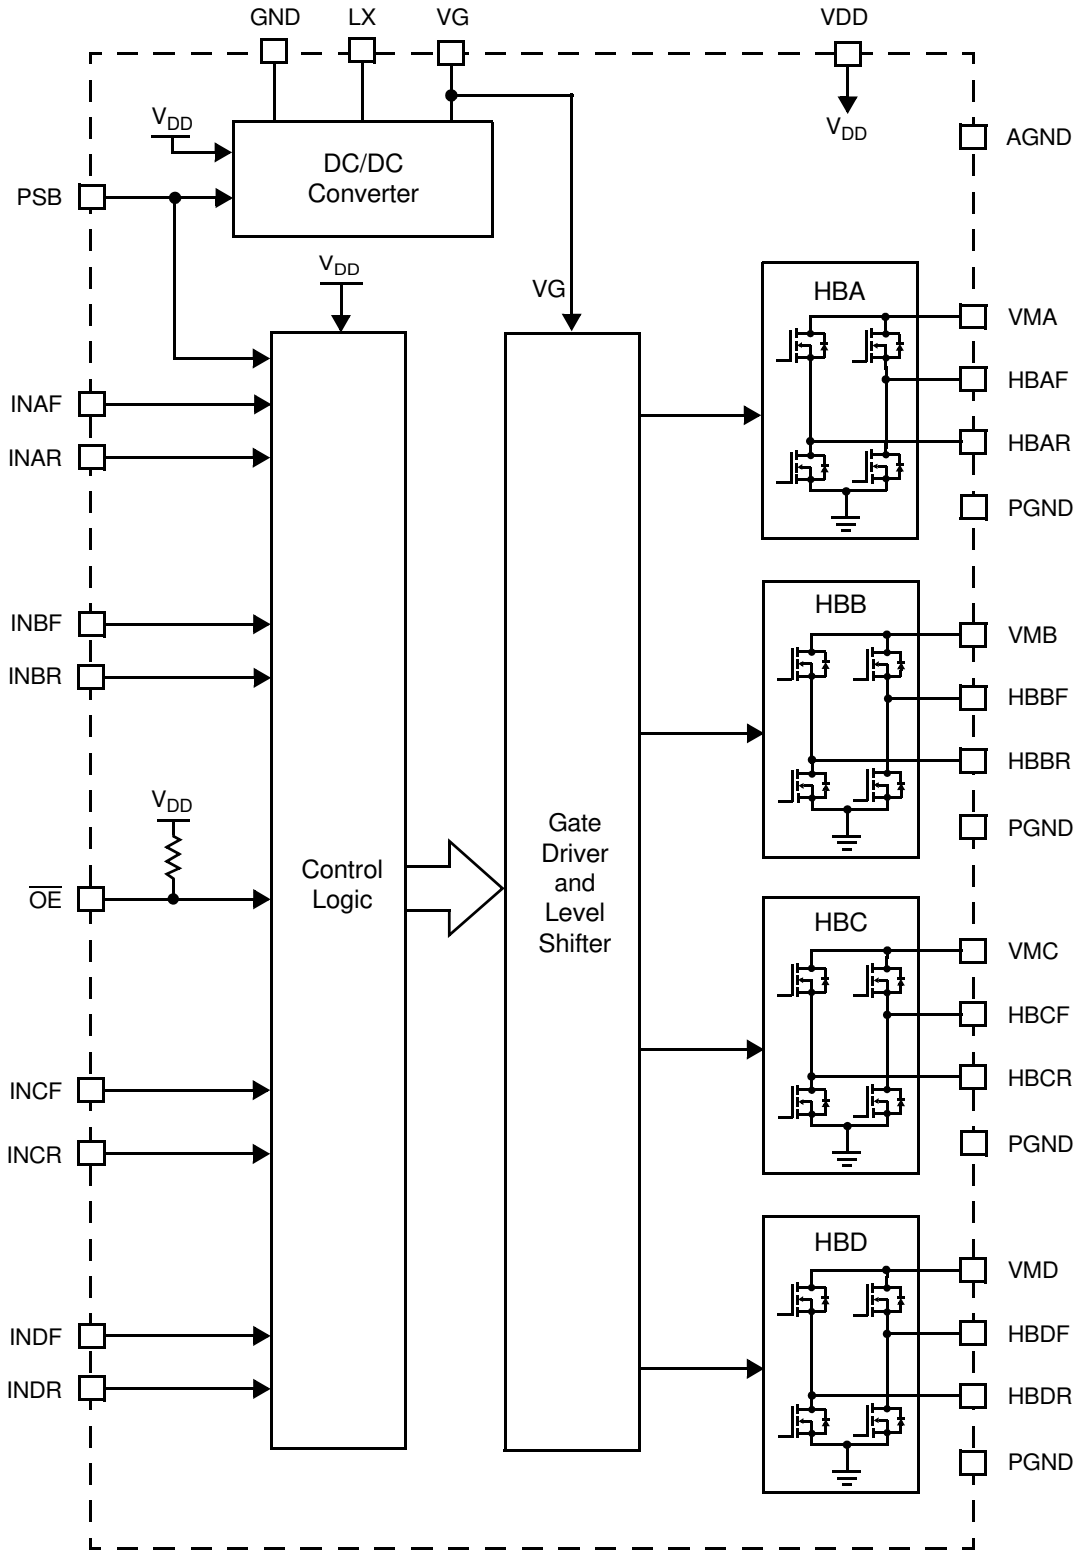 GND
LX
VG
VDD
VDD
VDD
AGND
DC/DC
Converter
PSB
VDD
VG
HBA
VMA
HBAF
INAF
HBAR
INAR
PGND
HBB
INBF
VMB
INBR
HBBF
HBBR
VDD
Gate
Driver
and
Level
Shifter
PGND
Control
Logic
OE
HBC
VMC
HBCF
INCF
HBCR
INCR
PGND
HBD
VMD
INDF
HBDF
INDR
HBDR
PGND